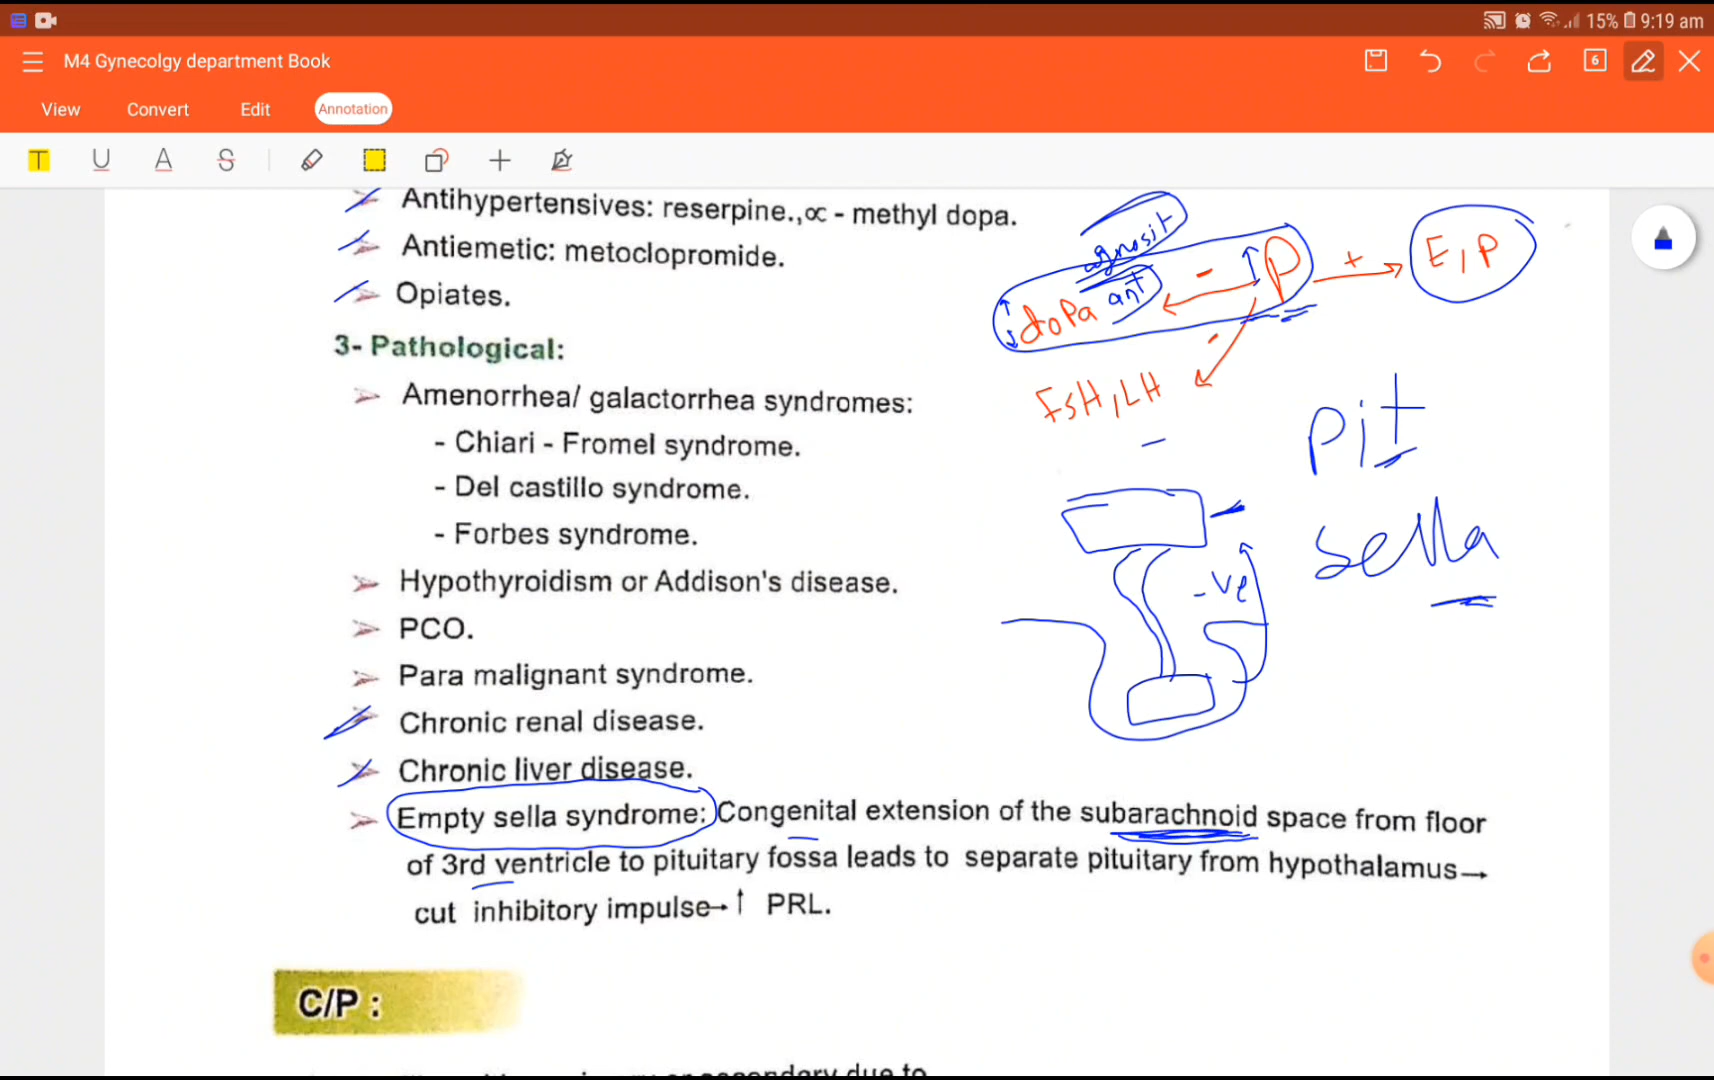 15% 9:19 am
M4 Gynecolgy department Book
6
View Convert Edit Annotation
T U A S
Antihypertensives: reserpine.,∝ - methyl dopa.
Antiemetic: metoclopromide.
Opiates.
3- Pathological:
Amenorrhea/ galactorrhea syndromes:
- Chiari - Fromel syndrome.
- Del castillo syndrome.
- Forbes syndrome.
Hypothyroidism or Addison's disease.
PCO.
Para malignant syndrome.
Chronic renal disease.
Chronic liver disease.
Empty sella syndrome: Congenital extension of the subarachnoid space from floor
of 3rd ventricle to pituitary fossa leads to separate pituitary from hypothalamus→
cut inhibitory impulse→↑ PRL.
C/P :
agnosit
ant
dopa - ↑P + E,P
FSH,LH
-
pit
sella
-ve